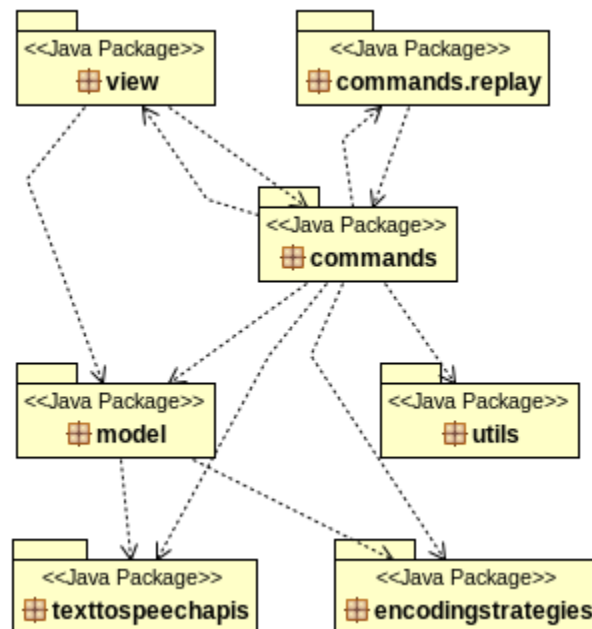 <<Java Package>>
view
<<Java Package>>
commands.replay
<<Java Package>>
commands
<<Java Package>>
model
<<Java Package>>
utils
<<Java Package>>
texttospeechapis
<<Java Package>>
encodingstrategies